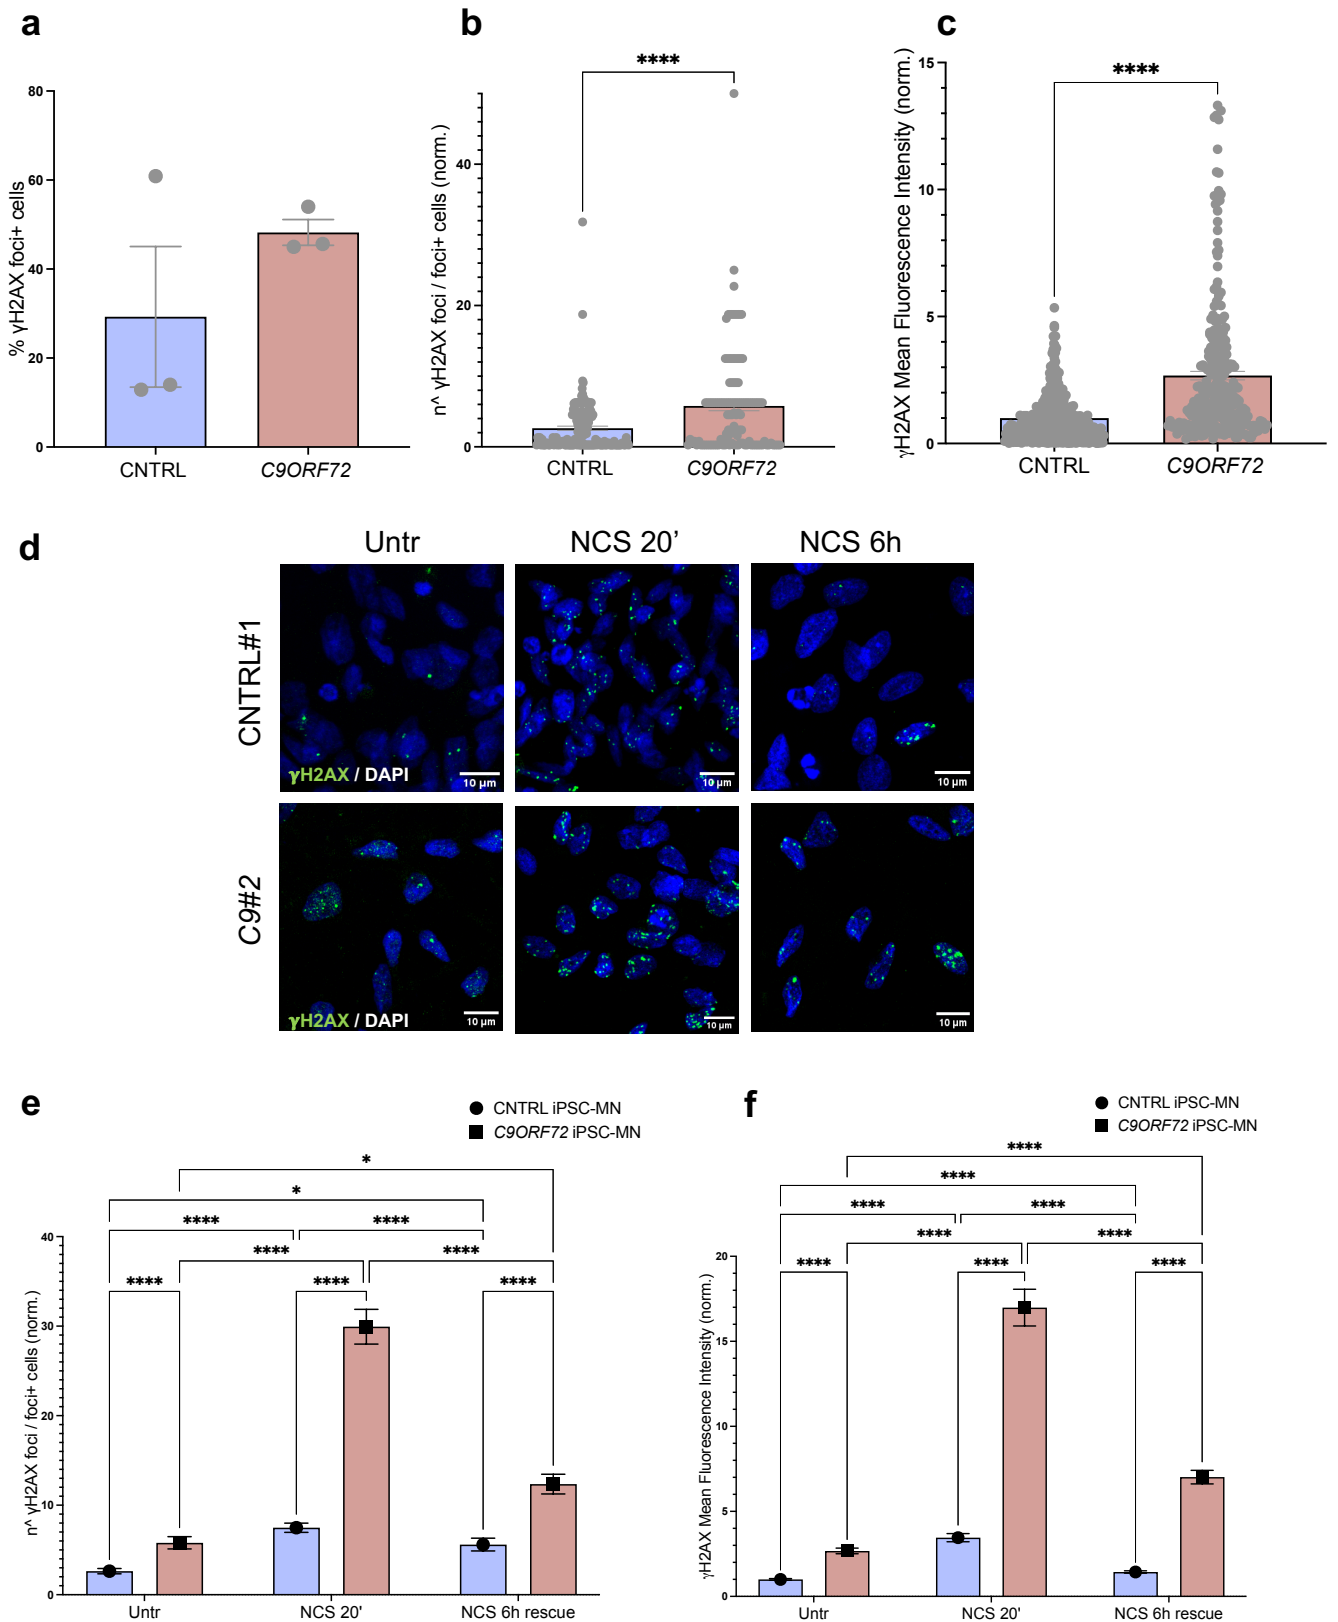 a
% γH2AX foci+ cells
80
60
40
20
0
CNTRL
C9ORF72
b
n^ γH2AX foci / foci+ cells (norm.)
****
40
20
0
CNTRL
C9ORF72
c
γH2AX Mean Fluorescence Intensity (norm.)
****
15
10
5
0
CNTRL
C9ORF72
d
Untr
NCS 20'
NCS 6h
CNTRL#1
γH2AX / DAPI
10 µm
10 µm
10 µm
C9#2
γH2AX / DAPI
10 µm
10 µm
10 µm
e
CNTRL iPSC-MN
C9ORF72 iPSC-MN
*
*
**** ****
**** ****
**** **** ****
n^ γH2AX foci / foci+ cells (norm.)
40
30
20
10
0
Untr
NCS 20'
NCS 6h rescue
f
CNTRL iPSC-MN
C9ORF72 iPSC-MN
****
****
**** ****
**** ****
**** **** ****
γH2AX Mean Fluorescence Intensity (norm.)
20
15
10
5
0
Untr
NCS 20'
NCS 6h rescue